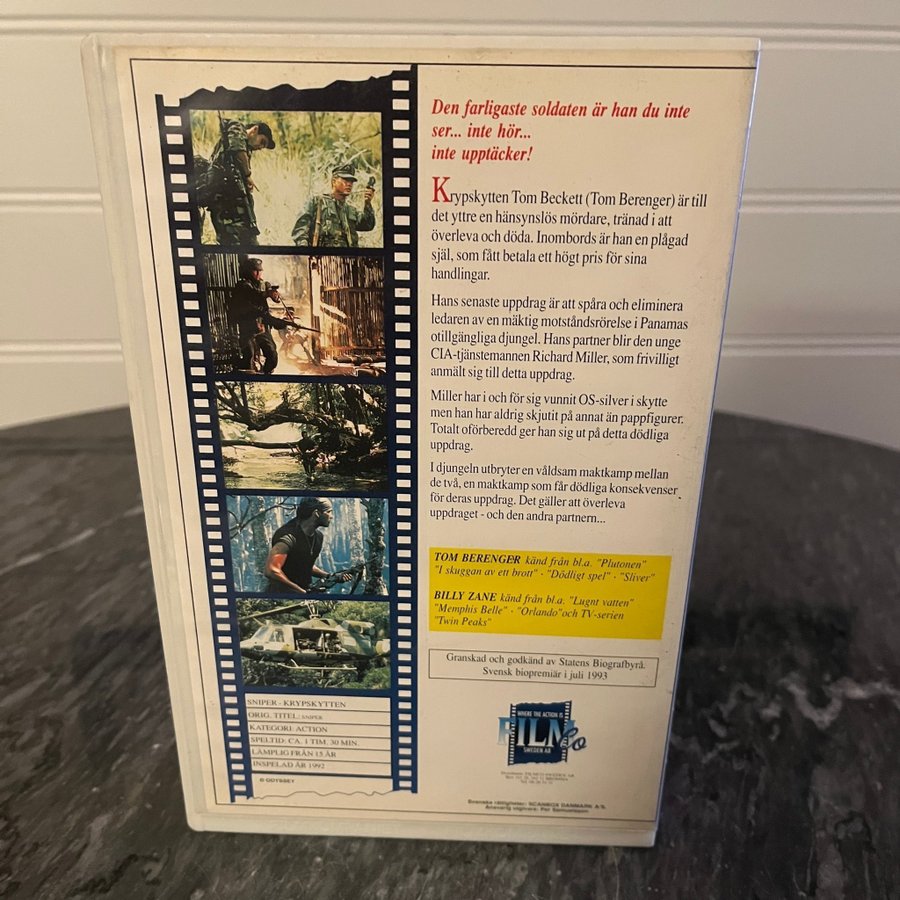 Den farligaste soldaten är han du inte
ser... inte hör...
inte upptäcker!
Krypskytten Tom Beckett (Tom Berenger) är till
det yttre en hänsynslös mördare, tränad i att
överleva och döda. Inombords är han en plågad
själ, som fått betala ett högt pris för sina
handlingar.
Hans senaste uppdrag är att spåra och eliminera
ledaren av en mäktig motståndsrörelse i Panamas
otillgängliga djungel. Hans partner blir den unge
CIA-tjänstemannen Richard Miller, som frivilligt
anmält sig till detta uppdrag.
Miller har i och för sig vunnit OS-silver i skytte
men han har aldrig skjutit på annat än pappfigurer.
Totalt oförberedd ger han sig ut på detta dödliga
uppdrag.
I djungeln utbryter en våldsam maktkamp mellan
de två, en maktkamp som får dödliga konsekvenser
för deras uppdrag. Det gäller att överleva
uppdraget - och den andra partnern...
TOM BERENGER känd från bl.a. "Plutonen"
"I skuggan av ett brott" · "Dödligt spel" · "Sliver"
BILLY ZANE känd från bl.a. "Lugnt vatten"
"Memphis Belle" · "Orlando"och TV-serien
"Twin Peaks"
Granskad och godkänd av Statens Biografbyrå.
Svensk biopremiär i juli 1993
SNIPER - KRYPSKYTTEN
ORIG. TITEL: SNIPER
KATEGORI: ACTION
SPELTID: CA. 1 TIM. 30 MIN.
LÄMPLIG FRÅN 15 ÅR
INSPELAD ÅR 1992
© ODYSSEY
WHERE THE ACTION IS
FILM Co
SWEDEN AB
Svenska rättigheter: SCANBOX DANMARK A/S.
Ansvarig utgivare: Per Samuelsson